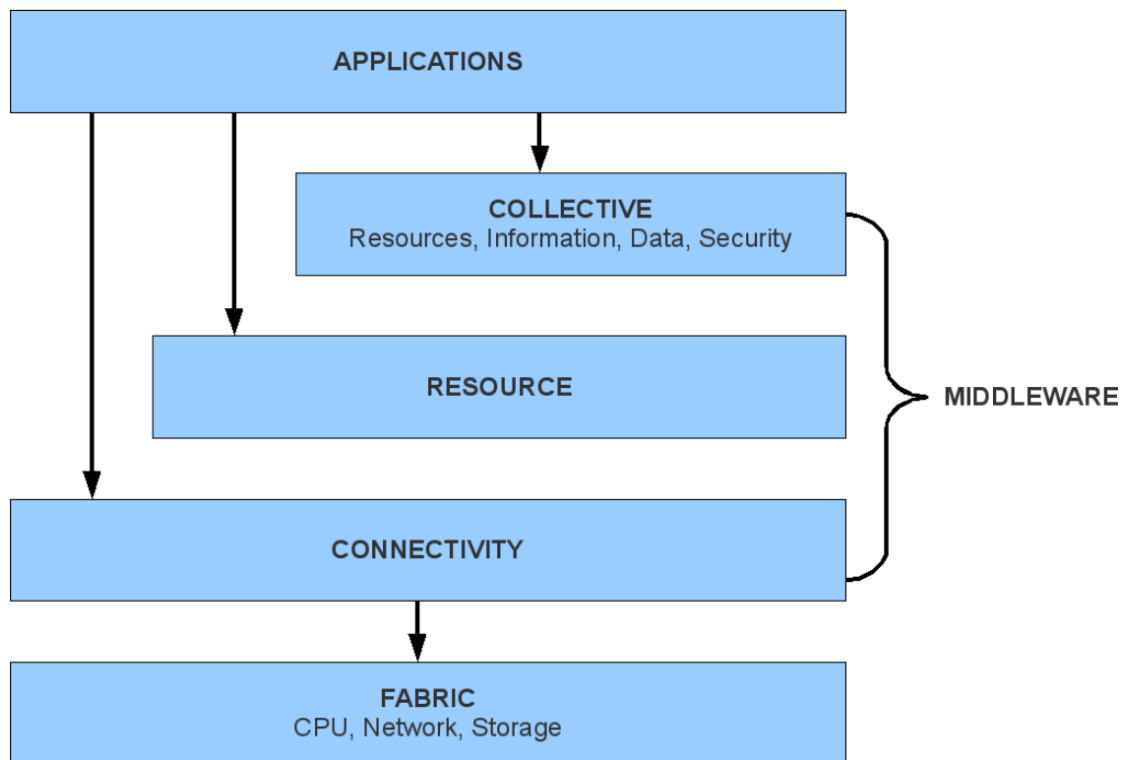 APPLICATIONS
COLLECTIVE
Resources, Information, Data, Security
RESOURCE
MIDDLEWARE
CONNECTIVITY
FABRIC
CPU, Network, Storage